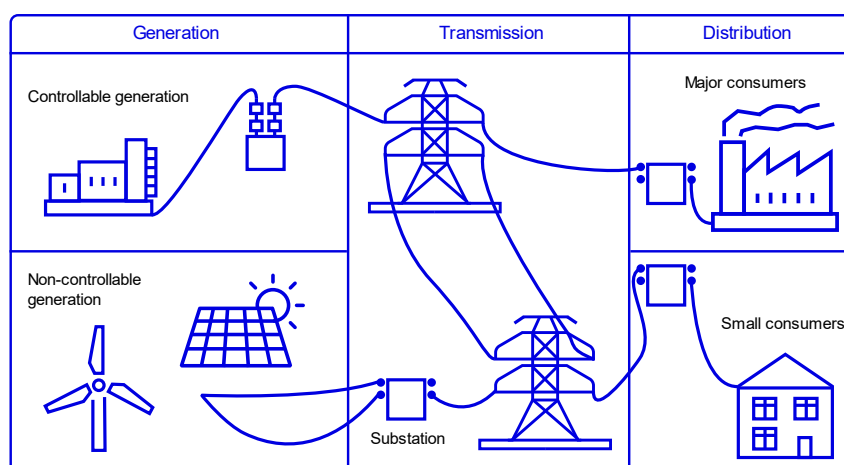 Generation
Transmission
Distribution
Controllable generation
Major consumers
Non-controllable
generation
Small consumers
Substation